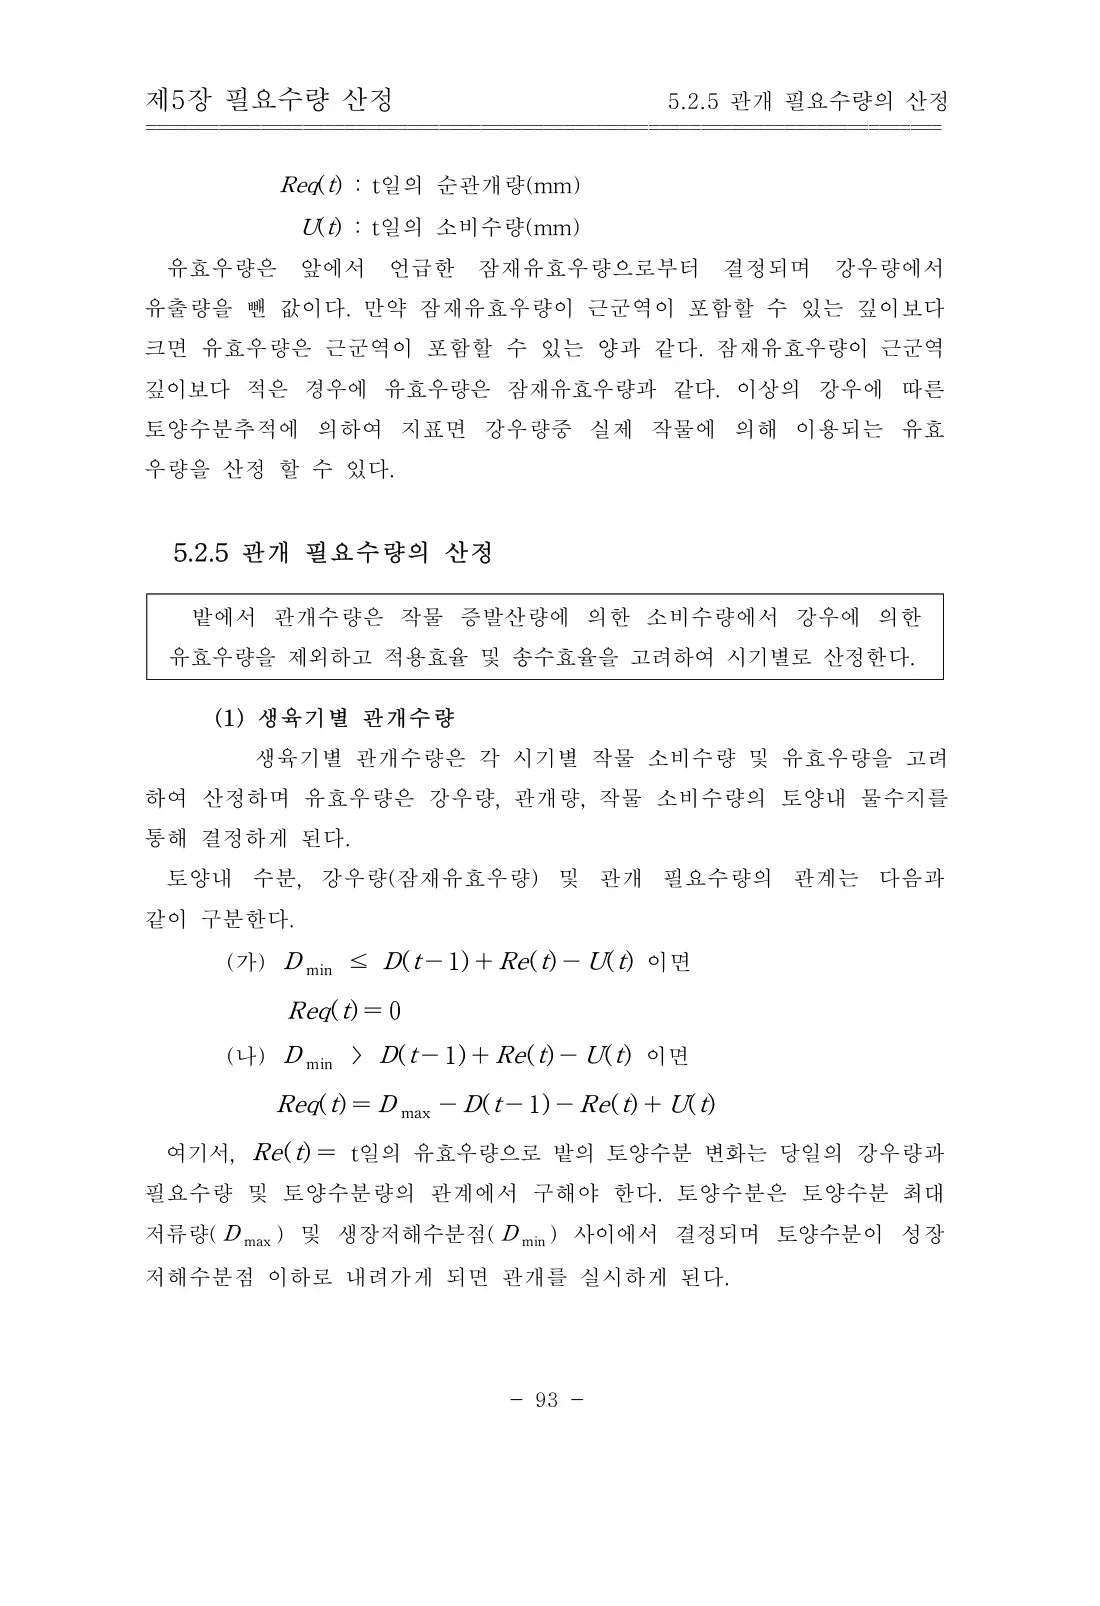 제5장 필요수량 산정 5.2.5 관개 필요수량의 산정
Req(t) : t일의 순관개량(mm)
U(t) : t일의 소비수량(mm)
유효우량은 앞에서 언급한 잠재유효우량으로부터 결정되며 강우량에서
유출량을 뺀 값이다. 만약 잠재유효우량이 근군역이 포함할 수 있는 깊이보다
크면 유효우량은 근군역이 포함할 수 있는 양과 같다. 잠재유효우량이 근군역
깊이보다 적은 경우에 유효우량은 잠재유효우량과 같다. 이상의 강우에 따른
토양수분추적에 의하여 지표면 강우량중 실제 작물에 의해 이용되는 유효
우량을 산정 할 수 있다.
5.2.5 관개 필요수량의 산정
밭에서 관개수량은 작물 증발산량에 의한 소비수량에서 강우에 의한
유효우량을 제외하고 적용효율 및 송수효율을 고려하여 시기별로 산정한다.
(1) 생육기별 관개수량
생육기별 관개수량은 각 시기별 작물 소비수량 및 유효우량을 고려
하여 산정하며 유효우량은 강우량, 관개량, 작물 소비수량의 토양내 물수지를
통해 결정하게 된다.
토양내 수분, 강우량(잠재유효우량) 및 관개 필요수량의 관계는 다음과
같이 구분한다.
(가) D min ≤ D(t-1)+Re(t)-U(t) 이면
Req(t)=0
(나) D min > D(t-1)+Re(t)-U(t) 이면
Req(t)=D max -D(t-1)-Re(t)+U(t)
여기서, Re(t)= t일의 유효우량으로 밭의 토양수분 변화는 당일의 강우량과
필요수량 및 토양수분량의 관계에서 구해야 한다. 토양수분은 토양수분 최대
저류량( D max ) 및 생장저해수분점( D min ) 사이에서 결정되며 토양수분이 성장
저해수분점 이하로 내려가게 되면 관개를 실시하게 된다.
- 93 -